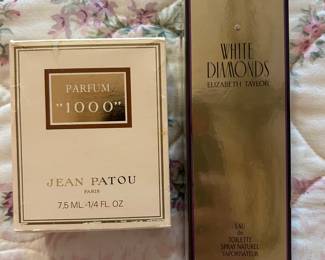 PARFUM
"1000"
JEAN PATOU
PARIS
7,5 ML-1/4 FL OZ
WHITE
DIAMONDS
ELIZABETH TAYLOR
EAU
de
TOILETTE
SPRAY NATUREL
VAPORISATEUR